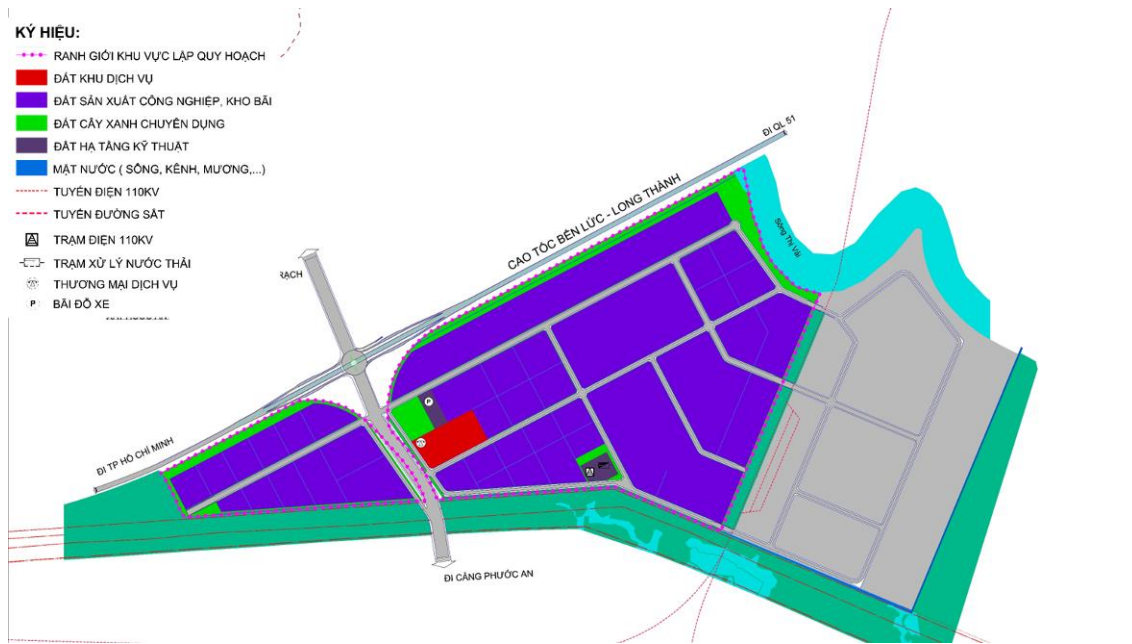 KÝ HIỆU:
RANH GIỚI KHU VỰC LẬP QUY HOẠCH
ĐẤT KHU DỊCH VỤ
ĐẤT SẢN XUẤT CÔNG NGHIỆP, KHO BÃI
ĐẤT CÂY XANH CHUYÊN DỤNG
ĐẤT HẠ TẦNG KỸ THUẬT
MẶT NƯỚC ( SÔNG, KÊNH, MƯƠNG,...)
TUYẾN ĐIỆN 110KV
TUYẾN ĐƯỜNG SẮT
TRẠM ĐIỆN 110KV
TRẠM XỬ LÝ NƯỚC THẢI
THƯƠNG MẠI DỊCH VỤ
P BÃI ĐỖ XE
ĐI QL 51
CAO TỐC BẾN LỨC - LONG THÀNH
Sông Thị Vải
RẠCH
P
ĐI TP HỒ CHÍ MINH
ĐI CẢNG PHƯỚC AN